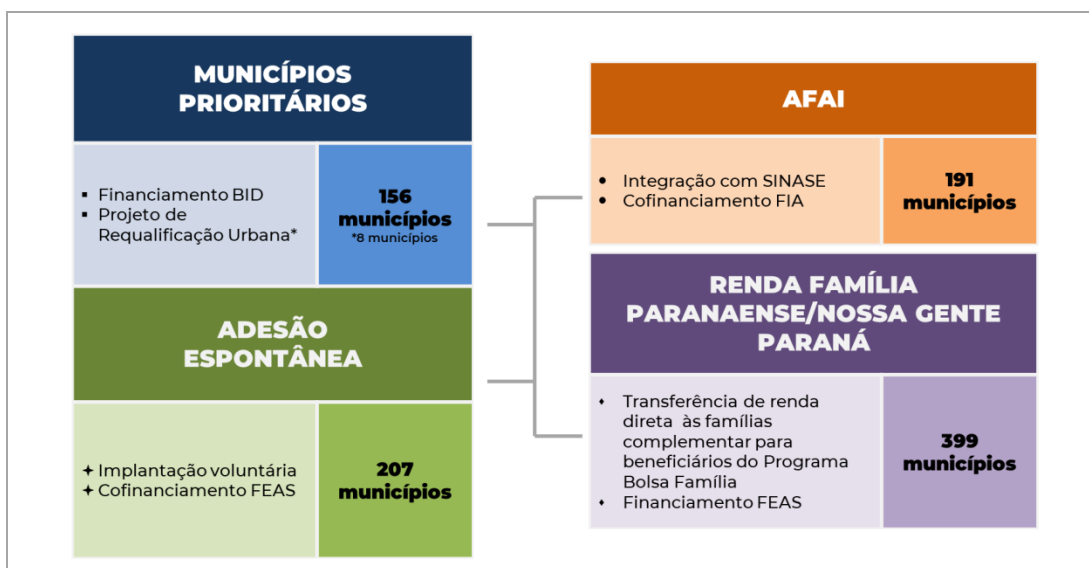 MUNICÍPIOS
PRIORITÁRIOS
▪ Financiamento BID
▪ Projeto de
Requalificação Urbana*
156
municípios
*8 municípios
ADESÃO
ESPONTÂNEA
✦ Implantação voluntária
✦ Cofinanciamento FEAS
207
municípios
AFAI
• Integração com SINASE
• Cofinanciamento FIA
191
municípios
RENDA FAMÍLIA
PARANAENSE/NOSSA GENTE
PARANÁ
⬧ Transferência de renda
direta às famílias
complementar para
beneficiários do Programa
Bolsa Família
⬧ Financiamento FEAS
399
municípios